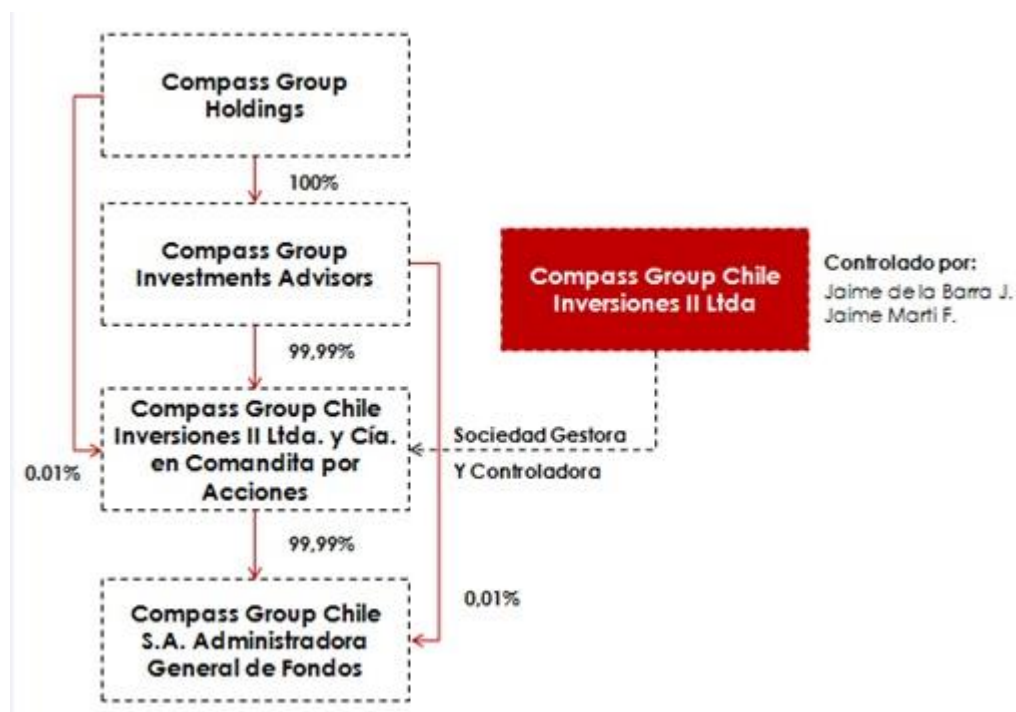 Compass Group
Holdings
100%
Compass Group
Investments Advisors
Compass Group Chile
Inversiones II Ltda
Controlado por:
Jaime de la Barra J.
Jaime Marti F.
99,99%
Compass Group Chile
Inversiones II Ltda. y Cía.
en Comandita por
Acciones
Sociedad Gestora
Y Controladora
0.01%
99,99%
0,01%
Compass Group Chile
S.A. Administradora
General de Fondos